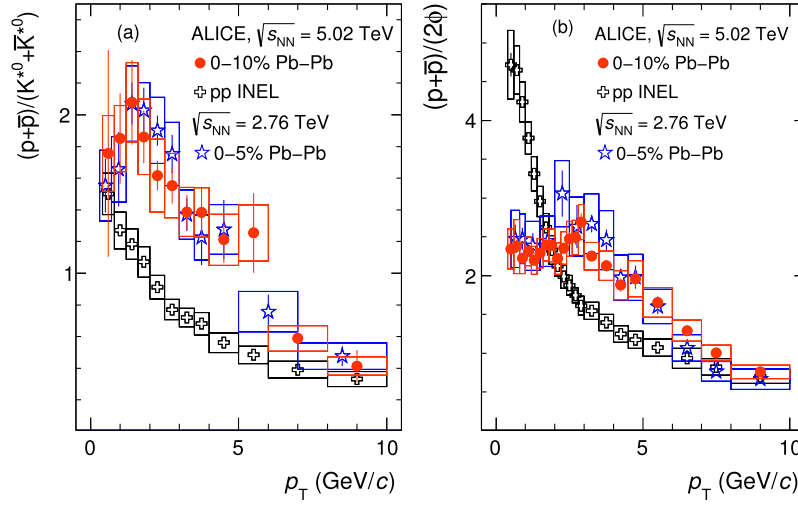 (p+p̅)/(K*⁰+K̅*⁰)
(a)
ALICE, √sNN = 5.02 TeV
0–10% Pb–Pb
pp INEL
√sNN = 2.76 TeV
0–5% Pb–Pb
2
1
0 5 10
pT (GeV/c)
(p+p̅)/(2ϕ)
(b)
ALICE, √sNN = 5.02 TeV
0–10% Pb–Pb
pp INEL
√sNN = 2.76 TeV
0–5% Pb–Pb
4
2
0 5 10
pT (GeV/c)